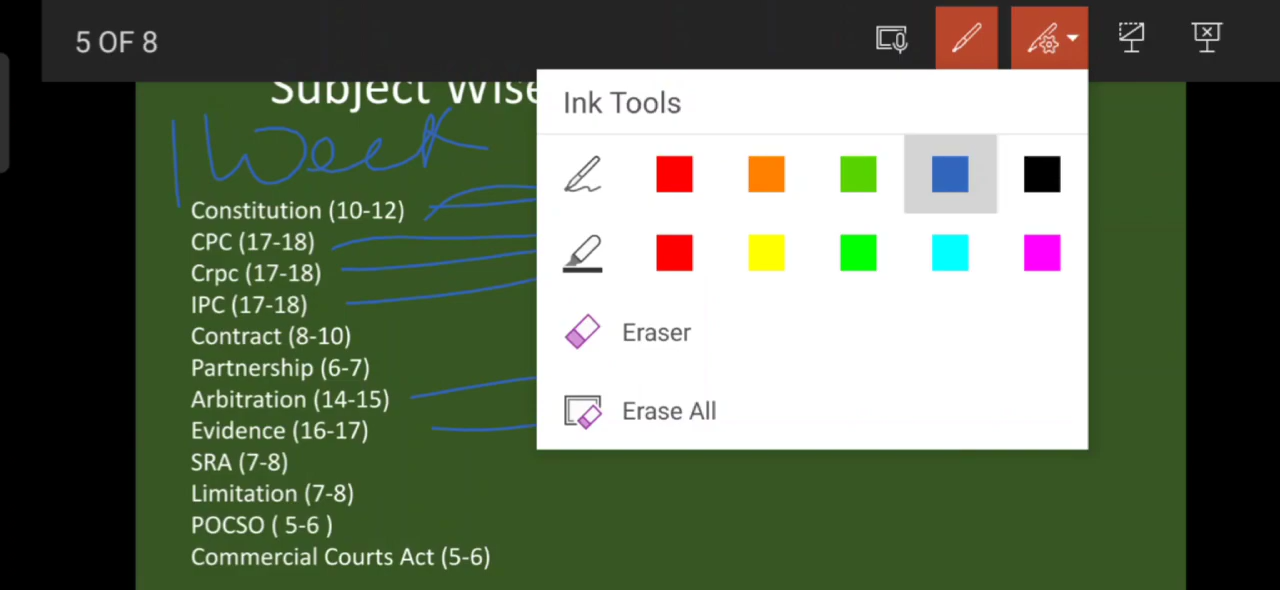 5 OF 8
Subject Wise
1 Week
Ink Tools
Constitution (10-12)
CPC (17-18)
Crpc (17-18)
IPC (17-18)
Contract (8-10)
Partnership (6-7)
Arbitration (14-15)
Evidence (16-17)
SRA (7-8)
Limitation (7-8)
POCSO ( 5-6 )
Commercial Courts Act (5-6)
Eraser
Erase All